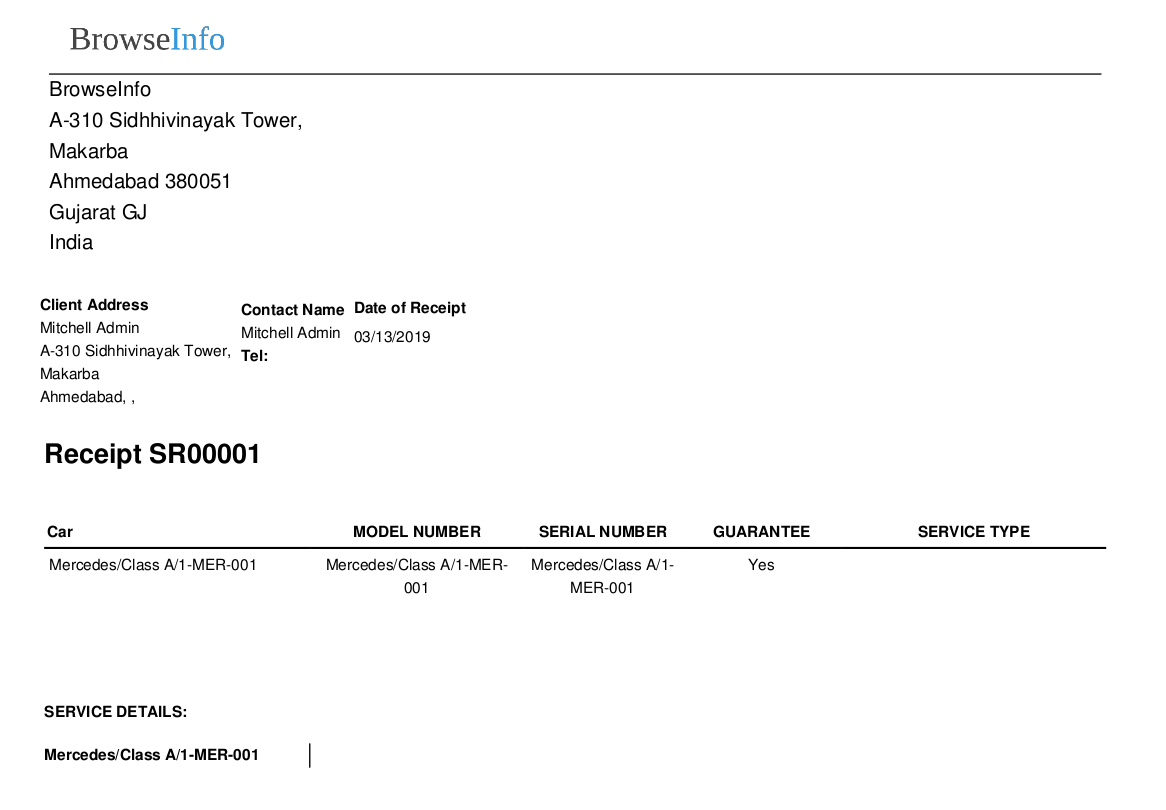 BrowseInfo
BrowseInfo
A-310 Sidhhivinayak Tower,
Makarba
Ahmedabad 380051
Gujarat GJ
India
Client Address
Mitchell Admin
A-310 Sidhhivinayak Tower,
Makarba
Ahmedabad, ,
Contact Name
Mitchell Admin
Tel:
Date of Receipt
03/13/2019
Receipt SR00001
Car MODEL NUMBER SERIAL NUMBER GUARANTEE SERVICE TYPE
Mercedes/Class A/1-MER-001 Mercedes/Class A/1-MER- Mercedes/Class A/1- Yes
001 MER-001
SERVICE DETAILS:
Mercedes/Class A/1-MER-001